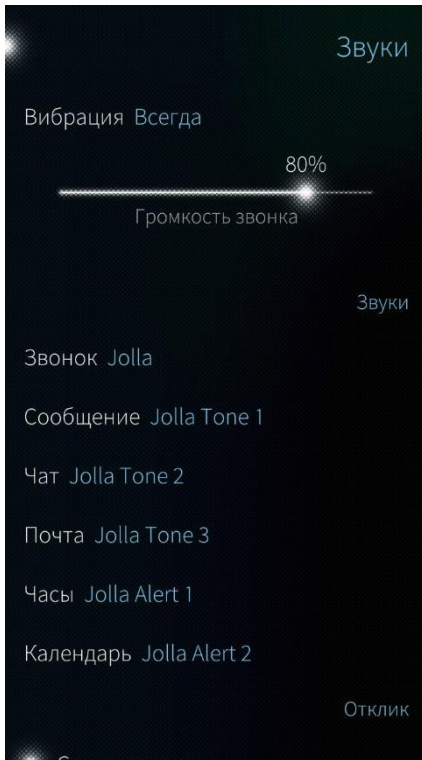 Звуки
Вибрация Всегда
80%
Громкость звонка
Звуки
Звонок Jolla
Сообщение Jolla Tone 1
Чат Jolla Tone 2
Почта Jolla Tone 3
Часы Jolla Alert 1
Календарь Jolla Alert 2
Отклик